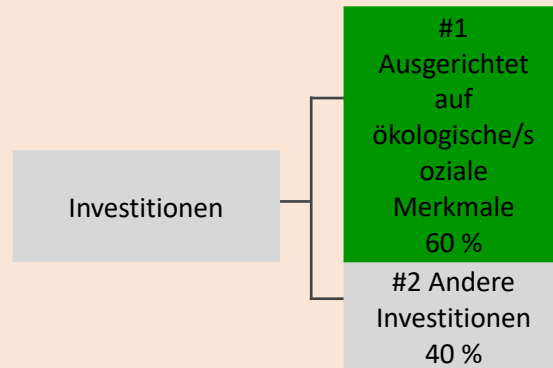 #1
Ausgerichtet
auf
ökologische/s
oziale
Merkmale
60 %
Investitionen
#2 Andere
Investitionen
40 %